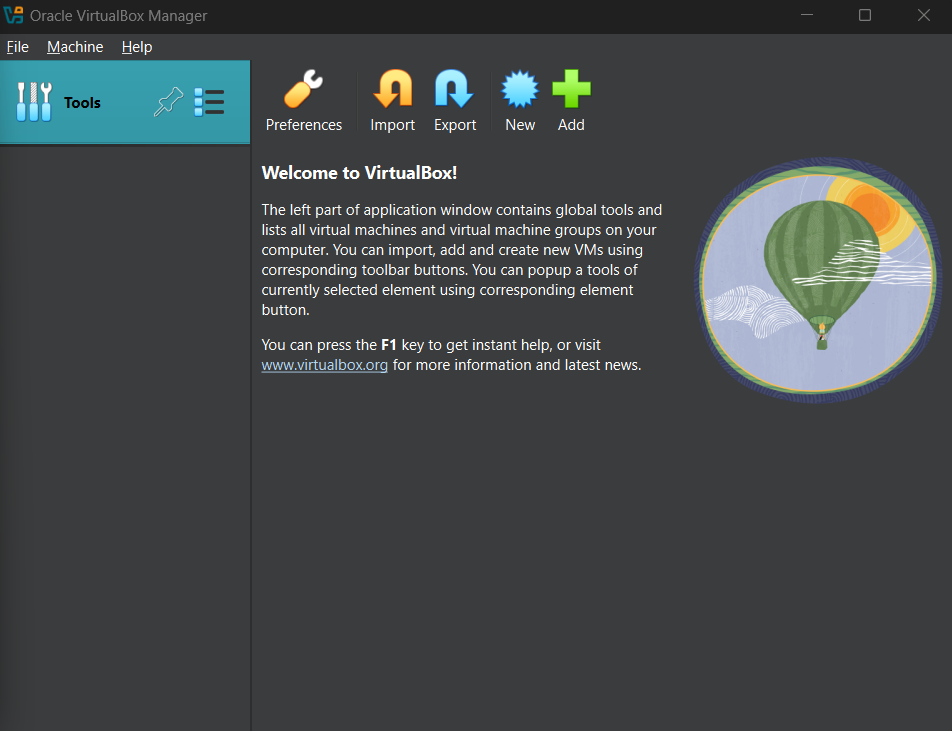 Oracle VirtualBox Manager
File Machine Help
Tools
Preferences Import Export New Add
Welcome to VirtualBox!
The left part of application window contains global tools and
lists all virtual machines and virtual machine groups on your
computer. You can import, add and create new VMs using
corresponding toolbar buttons. You can popup a tools of
currently selected element using corresponding element
button.
You can press the F1 key to get instant help, or visit
www.virtualbox.org for more information and latest news.